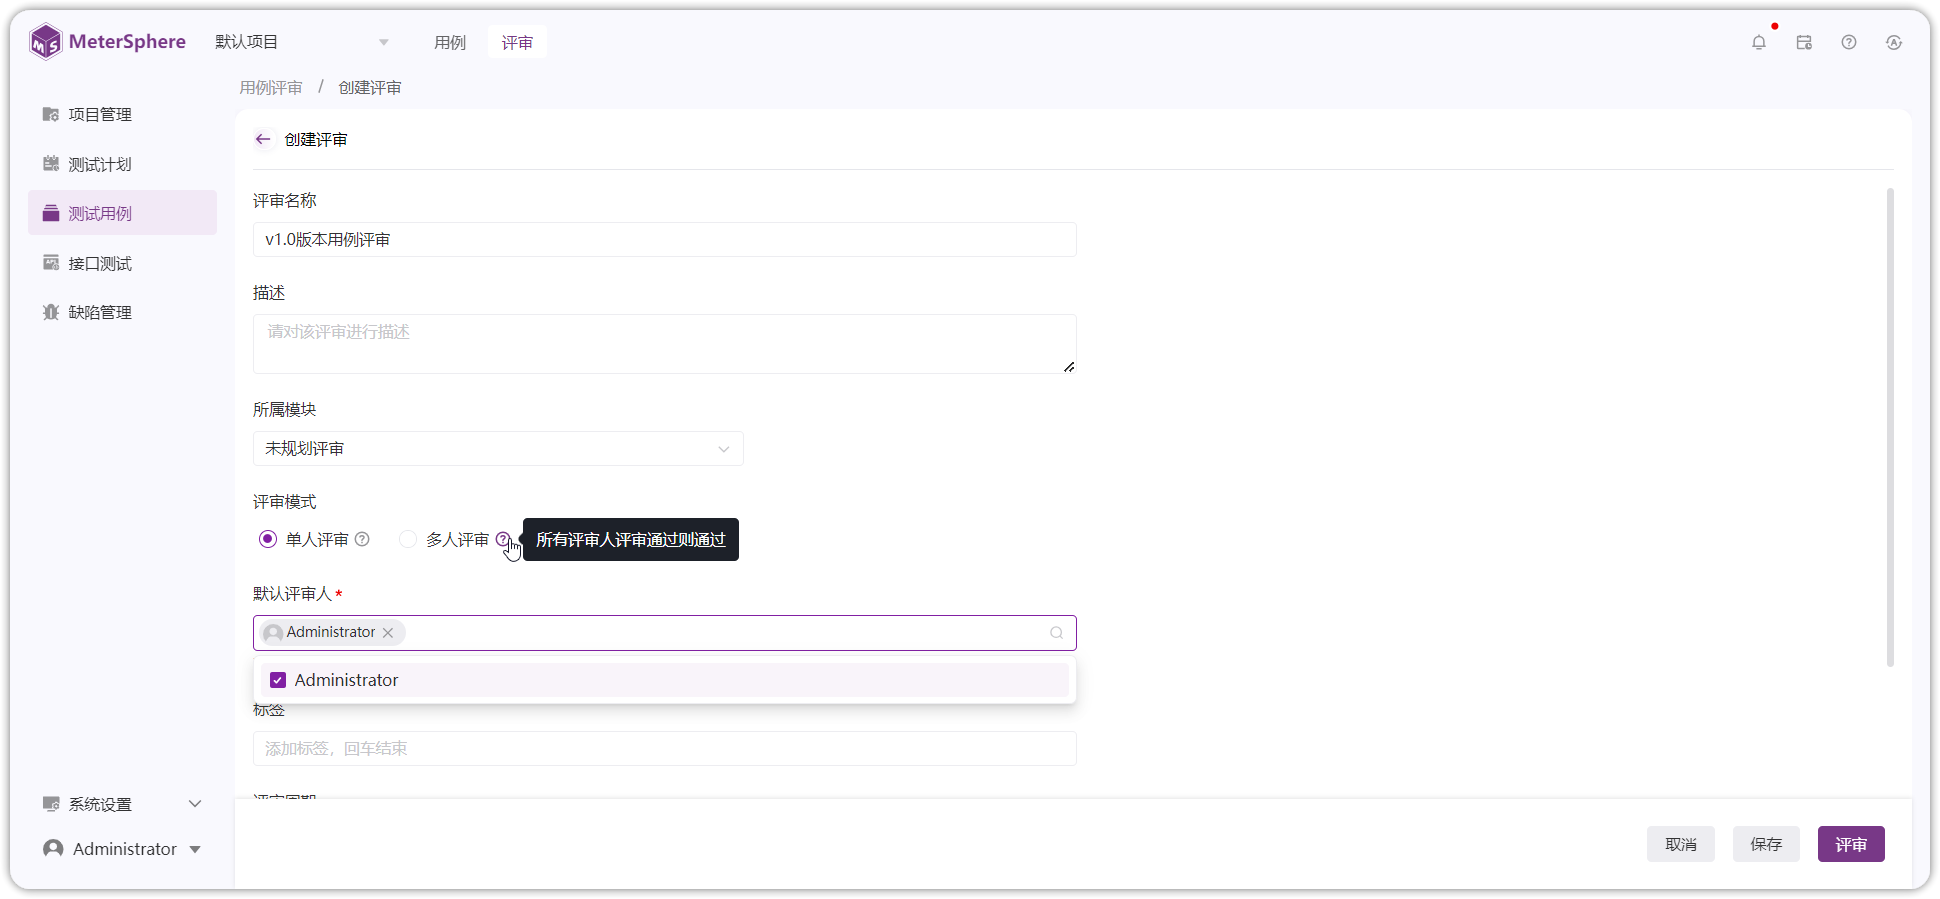 MeterSphere 默认项目 用例 评审
用例评审 / 创建评审
项目管理
测试计划
测试用例
接口测试
缺陷管理
系统设置
Administrator
创建评审
评审名称
v1.0版本用例评审
描述
请对该评审进行描述
所属模块
未规划评审
评审模式
单人评审 多人评审 所有评审人评审通过则通过
默认评审人*
Administrator
Administrator
标签
添加标签，回车结束
评审周期
取消 保存 评审